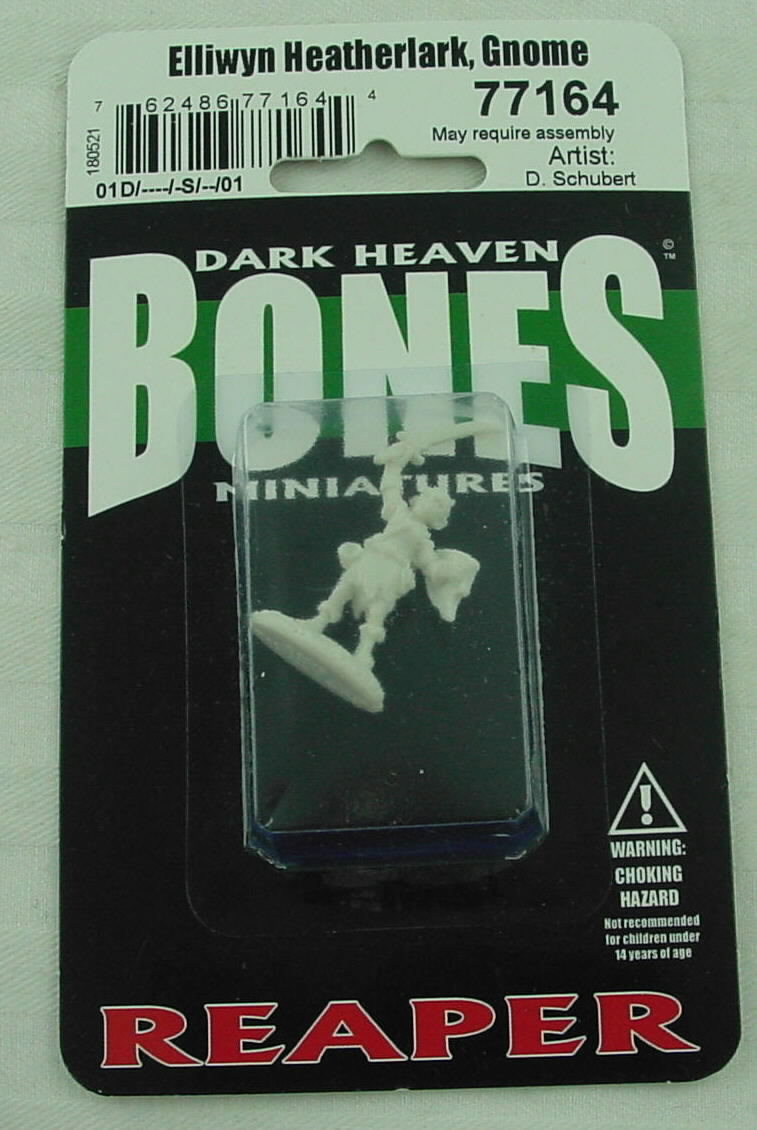 Elliwyn Heatherlark, Gnome
7 62486 77164 4
77164
180521
May require assembly
Artist:
01D/----/-S/--/01
D. Schubert
DARK HEAVEN
BONES
©
™
MINIATURES
WARNING:
CHOKING
HAZARD
Not recommended
for children under
14 years of age
REAPER